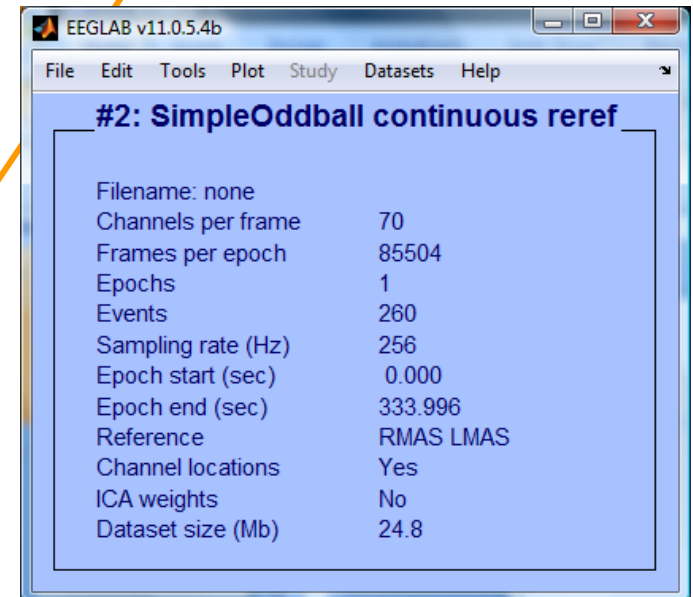 EEGLAB v11.0.5.4b
File Edit Tools Plot Study Datasets Help
#2: SimpleOddball continuous reref
Filename: none
Channels per frame 70
Frames per epoch 85504
Epochs 1
Events 260
Sampling rate (Hz) 256
Epoch start (sec) 0.000
Epoch end (sec) 333.996
Reference RMAS LMAS
Channel locations Yes
ICA weights No
Dataset size (Mb) 24.8